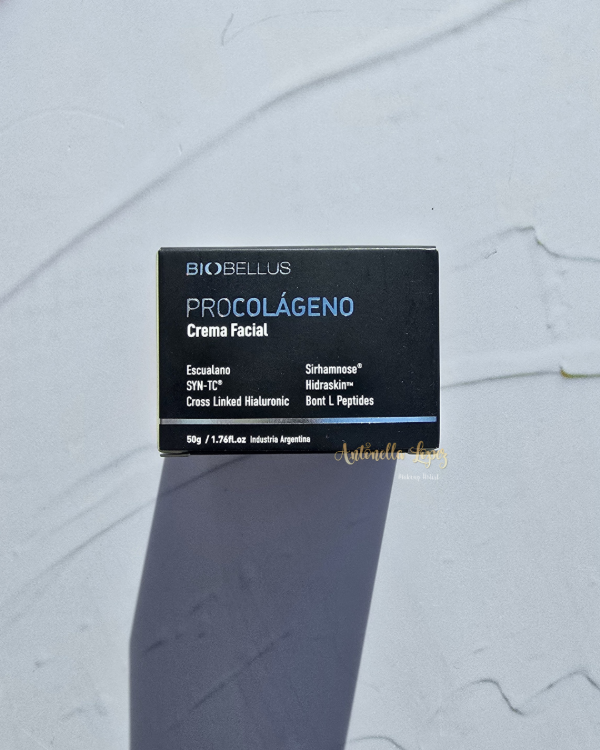 BIOBELLUS
PROCOLÁGENO
Crema Facial
Escualano
SYN-TC®
Cross Linked Hialuronic
Sirhamnose®
Hidraskin™
Bont L Peptides
50g / 1.76fl.oz Industria Argentina
Antonella Lopez